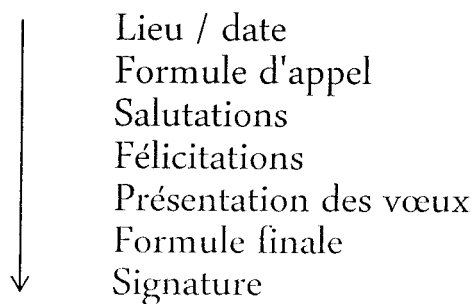 Lieu / date
Formule d'appel
Salutations
Félicitations
Présentation des vœux
Formule finale
Signature